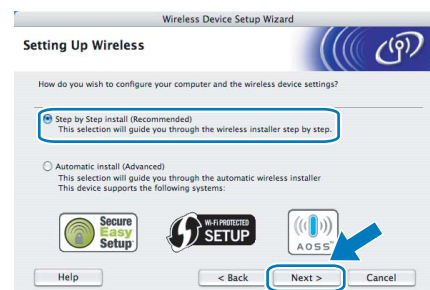 Wireless Device Setup Wizard
Setting Up Wireless
How do you wish to configure your computer and the wireless device settings?
Step by Step install (Recommended)
This selection will guide you through the wireless installer step by step.
Automatic install (Advanced)
This selection will guide you through the automatic wireless installer
This device supports the following systems:
Secure
Easy
Setup
WI-FI PROTECTED
SETUP
AOSS™
Help
< Back
Next >
Cancel